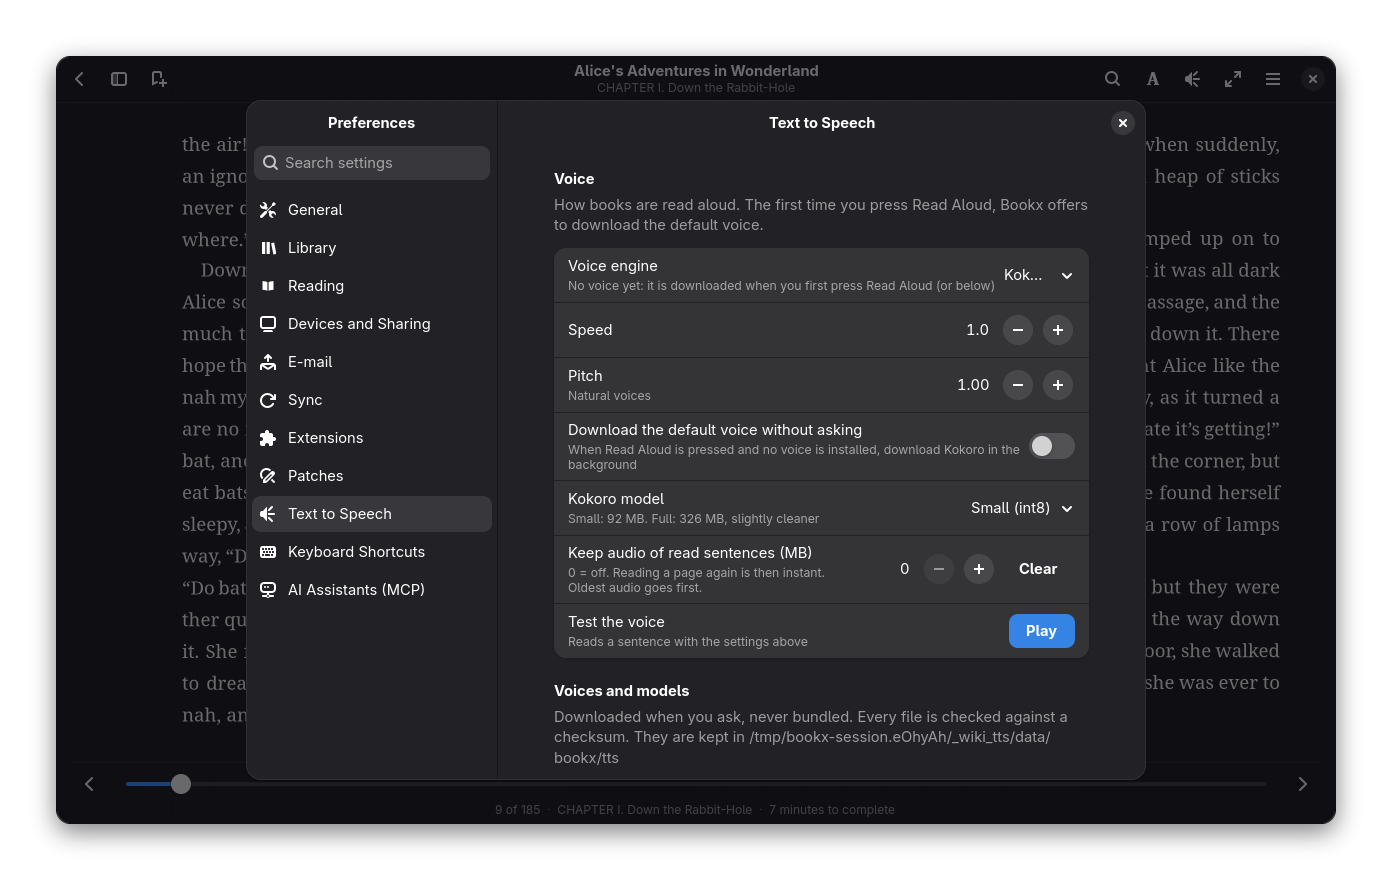 Alice's Adventures in Wonderland
CHAPTER I. Down the Rabbit-Hole
Preferences
Search settings
General
Library
Reading
Devices and Sharing
E-mail
Sync
Extensions
Patches
Text to Speech
Keyboard Shortcuts
AI Assistants (MCP)
Text to Speech
Voice
How books are read aloud. The first time you press Read Aloud, Bookx offers
to download the default voice.
Voice engine
No voice yet: it is downloaded when you first press Read Aloud (or below)
Kok...
Speed
1.0
Pitch
Natural voices
1.00
Download the default voice without asking
When Read Aloud is pressed and no voice is installed, download Kokoro in the
background
Kokoro model
Small: 92 MB. Full: 326 MB, slightly cleaner
Small (int8)
Keep audio of read sentences (MB)
0 = off. Reading a page again is then instant.
Oldest audio goes first.
0
Clear
Test the voice
Reads a sentence with the settings above
Play
Voices and models
Downloaded when you ask, never bundled. Every file is checked against a
checksum. They are kept in /tmp/bookx-session.eOhyAh/_wiki_tts/data/
bookx/tts
the air!
an igno
never
where.”
Down
Alice
much
hope
nah my
are no
bat, and
eat bats
sleepy,
way, “D
“Do bat
ther
it. She
to
nah,
when suddenly,
heap of sticks
up on to
it was all dark
and the
down it. There
Alice like the
as it turned a
it’s getting!”
the corner, but
found herself
a row of lamps
but they were
the way down
she walked
she was ever to
9 of 185 · CHAPTER I. Down the Rabbit-Hole · 7 minutes to complete